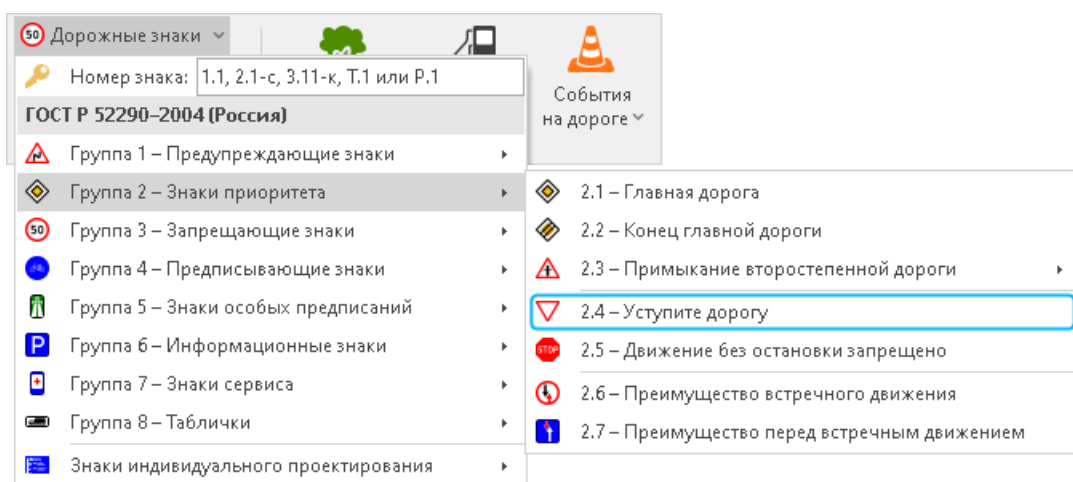 50 Дорожные знаки
Номер знака: 1.1, 2.1-с, 3.11-к, Т.1 или Р.1
События
на дороге
ГОСТ Р 52290–2004 (Россия)
Группа 1 – Предупреждающие знаки
Группа 2 – Знаки приоритета
50 Группа 3 – Запрещающие знаки
Группа 4 – Предписывающие знаки
Группа 5 – Знаки особых предписаний
P Группа 6 – Информационные знаки
Группа 7 – Знаки сервиса
Группа 8 – Таблички
Знаки индивидуального проектирования
2.1 – Главная дорога
2.2 – Конец главной дороги
2.3 – Примыкание второстепенной дороги
2.4 – Уступите дорогу
STOP 2.5 – Движение без остановки запрещено
2.6 – Преимущество встречного движения
2.7 – Преимущество перед встречным движением